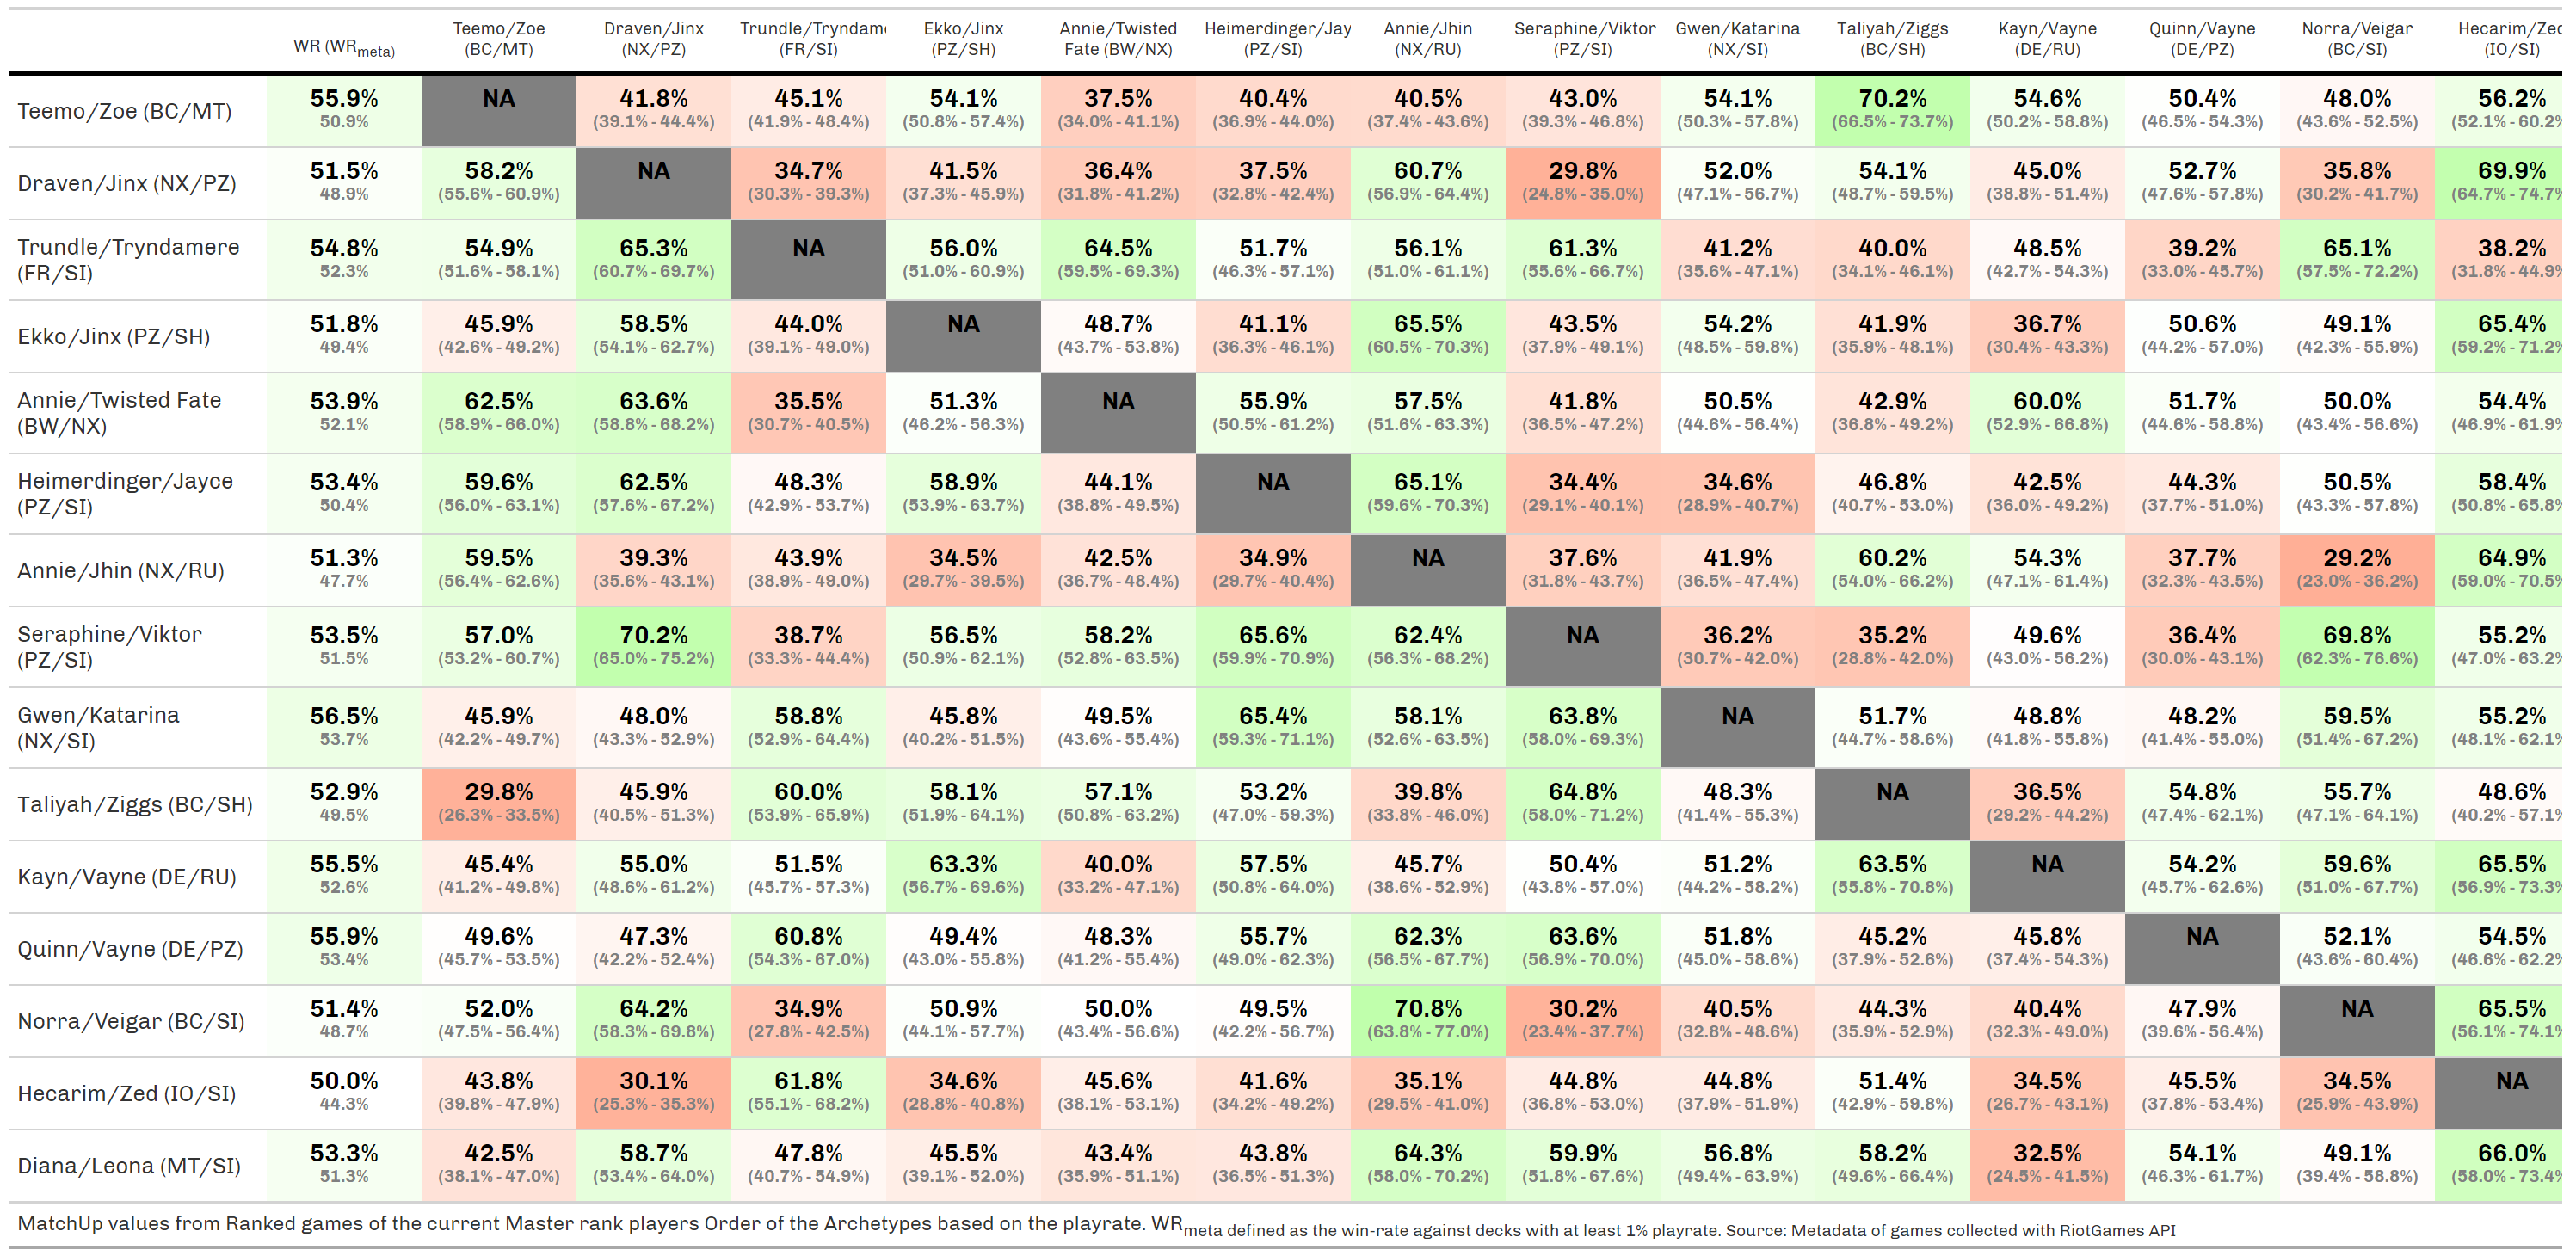 WR (WRmeta) Teemo/Zoe (BC/MT) Draven/Jinx (NX/PZ) Trundle/Tryndame (FR/SI) Ekko/Jinx (PZ/SH) Annie/Twisted Fate (BW/NX) Heimerdinger/Jay (PZ/SI) Annie/Jhin (NX/RU) Seraphine/Viktor (PZ/SI) Gwen/Katarina (NX/SI) Taliyah/Ziggs (BC/SH) Kayn/Vayne (DE/RU) Quinn/Vayne (DE/PZ) Norra/Veigar (BC/SI) Hecarim/Zed (IO/SI)
Teemo/Zoe (BC/MT) 55.9% NA 41.8% 45.1% 54.1% 37.5% 40.4% 40.5% 43.0% 54.1% 70.2% 54.6% 50.4% 48.0% 56.2%
50.9% (39.1% - 44.4%) (41.9% - 48.4%) (50.8% - 57.4%) (34.0% - 41.1%) (36.9% - 44.0%) (37.4% - 43.6%) (39.3% - 46.8%) (50.3% - 57.8%) (66.5% - 73.7%) (50.2% - 58.8%) (46.5% - 54.3%) (43.6% - 52.5%) (52.1% - 60.2%
Draven/Jinx (NX/PZ) 51.5% 58.2% NA 34.7% 41.5% 36.4% 37.5% 60.7% 29.8% 52.0% 54.1% 45.0% 52.7% 35.8% 69.9%
48.9% (55.6% - 60.9%) (30.3% - 39.3%) (37.3% - 45.9%) (31.8% - 41.2%) (32.8% - 42.4%) (56.9% - 64.4%) (24.8% - 35.0%) (47.1% - 56.7%) (48.7% - 59.5%) (38.8% - 51.4%) (47.6% - 57.8%) (30.2% - 41.7%) (64.7% - 74.7%
Trundle/Tryndamere 54.8% 54.9% 65.3% NA 56.0% 64.5% 51.7% 56.1% 61.3% 41.2% 40.0% 48.5% 39.2% 65.1% 38.2%
(FR/SI) 52.3% (51.6% - 58.1%) (60.7% - 69.7%) (51.0% - 60.9%) (59.5% - 69.3%) (46.3% - 57.1%) (51.0% - 61.1%) (55.6% - 66.7%) (35.6% - 47.1%) (34.1% - 46.1%) (42.7% - 54.3%) (33.0% - 45.7%) (57.5% - 72.2%) (31.8% - 44.9%
Ekko/Jinx (PZ/SH) 51.8% 45.9% 58.5% 44.0% NA 48.7% 41.1% 65.5% 43.5% 54.2% 41.9% 36.7% 50.6% 49.1% 65.4%
49.4% (42.6% - 49.2%) (54.1% - 62.7%) (39.1% - 49.0%) (43.7% - 53.8%) (36.3% - 46.1%) (60.5% - 70.3%) (37.9% - 49.1%) (48.5% - 59.8%) (35.9% - 48.1%) (30.4% - 43.3%) (44.2% - 57.0%) (42.3% - 55.9%) (59.2% - 71.2%
Annie/Twisted Fate 53.9% 62.5% 63.6% 35.5% 51.3% NA 55.9% 57.5% 41.8% 50.5% 42.9% 60.0% 51.7% 50.0% 54.4%
(BW/NX) 52.1% (58.9% - 66.0%) (58.8% - 68.2%) (30.7% - 40.5%) (46.2% - 56.3%) (50.5% - 61.2%) (51.6% - 63.3%) (36.5% - 47.2%) (44.6% - 56.4%) (36.8% - 49.2%) (52.9% - 66.8%) (44.6% - 58.8%) (43.4% - 56.6%) (46.9% - 61.9%
Heimerdinger/Jayce 53.4% 59.6% 62.5% 48.3% 58.9% 44.1% NA 65.1% 34.4% 34.6% 46.8% 42.5% 44.3% 50.5% 58.4%
(PZ/SI) 50.4% (56.0% - 63.1%) (57.6% - 67.2%) (42.9% - 53.7%) (53.9% - 63.7%) (38.8% - 49.5%) (59.6% - 70.3%) (29.1% - 40.1%) (28.9% - 40.7%) (40.7% - 53.0%) (36.0% - 49.2%) (37.7% - 51.0%) (43.3% - 57.8%) (50.8% - 65.8%
Annie/Jhin (NX/RU) 51.3% 59.5% 39.3% 43.9% 34.5% 42.5% 34.9% NA 37.6% 41.9% 60.2% 54.3% 37.7% 29.2% 64.9%
47.7% (56.4% - 62.6%) (35.6% - 43.1%) (38.9% - 49.0%) (29.7% - 39.5%) (36.7% - 48.4%) (29.7% - 40.4%) (31.8% - 43.7%) (36.5% - 47.4%) (54.0% - 66.2%) (47.1% - 61.4%) (32.3% - 43.5%) (23.0% - 36.2%) (59.0% - 70.5%
Seraphine/Viktor 53.5% 57.0% 70.2% 38.7% 56.5% 58.2% 65.6% 62.4% NA 36.2% 35.2% 49.6% 36.4% 69.8% 55.2%
(PZ/SI) 51.5% (53.2% - 60.7%) (65.0% - 75.2%) (33.3% - 44.4%) (50.9% - 62.1%) (52.8% - 63.5%) (59.9% - 70.9%) (56.3% - 68.2%) (30.7% - 42.0%) (28.8% - 42.0%) (43.0% - 56.2%) (30.0% - 43.1%) (62.3% - 76.6%) (47.0% - 63.2%
Gwen/Katarina 56.5% 45.9% 48.0% 58.8% 45.8% 49.5% 65.4% 58.1% 63.8% NA 51.7% 48.8% 48.2% 59.5% 55.2%
(NX/SI) 53.7% (42.2% - 49.7%) (43.3% - 52.9%) (52.9% - 64.4%) (40.2% - 51.5%) (43.6% - 55.4%) (59.3% - 71.1%) (52.6% - 63.5%) (58.0% - 69.3%) (44.7% - 58.6%) (41.8% - 55.8%) (41.4% - 55.0%) (51.4% - 67.2%) (48.1% - 62.1%
Taliyah/Ziggs (BC/SH) 52.9% 29.8% 45.9% 60.0% 58.1% 57.1% 53.2% 39.8% 64.8% 48.3% NA 36.5% 54.8% 55.7% 48.6%
49.5% (26.3% - 33.5%) (40.5% - 51.3%) (53.9% - 65.9%) (51.9% - 64.1%) (50.8% - 63.2%) (47.0% - 59.3%) (33.8% - 46.0%) (58.0% - 71.2%) (41.4% - 55.3%) (29.2% - 44.2%) (47.4% - 62.1%) (47.1% - 64.1%) (40.2% - 57.1%
Kayn/Vayne (DE/RU) 55.5% 45.4% 55.0% 51.5% 63.3% 40.0% 57.5% 45.7% 50.4% 51.2% 63.5% NA 54.2% 59.6% 65.5%
52.6% (41.2% - 49.8%) (48.6% - 61.2%) (45.7% - 57.3%) (56.7% - 69.6%) (33.2% - 47.1%) (50.8% - 64.0%) (38.6% - 52.9%) (43.8% - 57.0%) (44.2% - 58.2%) (55.8% - 70.8%) (45.7% - 62.6%) (51.0% - 67.7%) (56.9% - 73.3%
Quinn/Vayne (DE/PZ) 55.9% 49.6% 47.3% 60.8% 49.4% 48.3% 55.7% 62.3% 63.6% 51.8% 45.2% 45.8% NA 52.1% 54.5%
53.4% (45.7% - 53.5%) (42.2% - 52.4%) (54.3% - 67.0%) (43.0% - 55.8%) (41.2% - 55.4%) (49.0% - 62.3%) (56.5% - 67.7%) (56.9% - 70.0%) (45.0% - 58.6%) (37.9% - 52.6%) (37.4% - 54.3%) (43.6% - 60.4%) (46.6% - 62.2%
Norra/Veigar (BC/SI) 51.4% 52.0% 64.2% 34.9% 50.9% 50.0% 49.5% 70.8% 30.2% 40.5% 44.3% 40.4% 47.9% NA 65.5%
48.7% (47.5% - 56.4%) (58.3% - 69.8%) (27.8% - 42.5%) (44.1% - 57.7%) (43.4% - 56.6%) (42.2% - 56.7%) (63.8% - 77.0%) (23.4% - 37.7%) (32.8% - 48.6%) (35.9% - 52.9%) (32.3% - 49.0%) (39.6% - 56.4%) (56.1% - 74.1%
Hecarim/Zed (IO/SI) 50.0% 43.8% 30.1% 61.8% 34.6% 45.6% 41.6% 35.1% 44.8% 44.8% 51.4% 34.5% 45.5% 34.5% NA
44.3% (39.8% - 47.9%) (25.3% - 35.3%) (55.1% - 68.2%) (28.8% - 40.8%) (38.1% - 53.1%) (34.2% - 49.2%) (29.5% - 41.0%) (36.8% - 53.0%) (37.9% - 51.9%) (42.9% - 59.8%) (26.7% - 43.1%) (37.8% - 53.4%) (25.9% - 43.9%)
Diana/Leona (MT/SI) 53.3% 42.5% 58.7% 47.8% 45.5% 43.4% 43.8% 64.3% 59.9% 56.8% 58.2% 32.5% 54.1% 49.1% 66.0%
51.3% (38.1% - 47.0%) (53.4% - 64.0%) (40.7% - 54.9%) (39.1% - 52.0%) (35.9% - 51.1%) (36.5% - 51.3%) (58.0% - 70.2%) (51.8% - 67.6%) (49.4% - 63.9%) (49.6% - 66.4%) (24.5% - 41.5%) (46.3% - 61.7%) (39.4% - 58.8%) (58.0% - 73.4%
MatchUp values from Ranked games of the current Master rank players Order of the Archetypes based on the playrate. WRmeta defined as the win-rate against decks with at least 1% playrate. Source: Metadata of games collected with RiotGames API